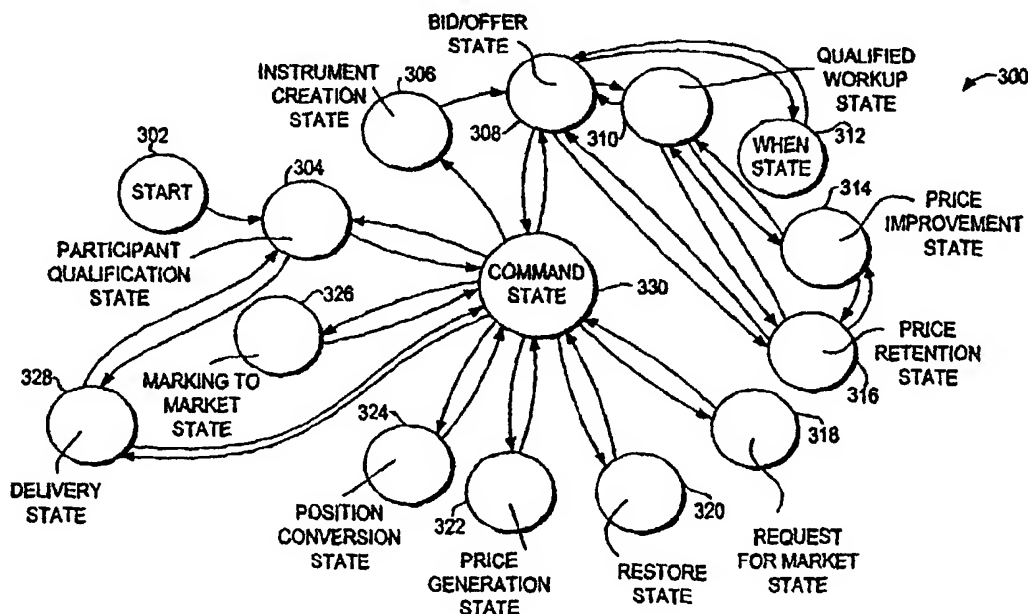 BID/OFFER
STATE
QUALIFIED
WORKUP
STATE
300
306
INSTRUMENT
CREATION
STATE
308
310
312
WHEN
STATE
302
START
304
314
PRICE
IMPROVEMENT
STATE
PARTICIPANT
QUALIFICATION
STATE
COMMAND
STATE
330
326
PRICE
RETENTION
STATE
316
328
MARKING TO
MARKET
STATE
324
318
DELIVERY
STATE
POSITION
CONVERSION
STATE
322
PRICE
GENERATION
STATE
320
RESTORE STATE
REQUEST
FOR MARKET
STATE